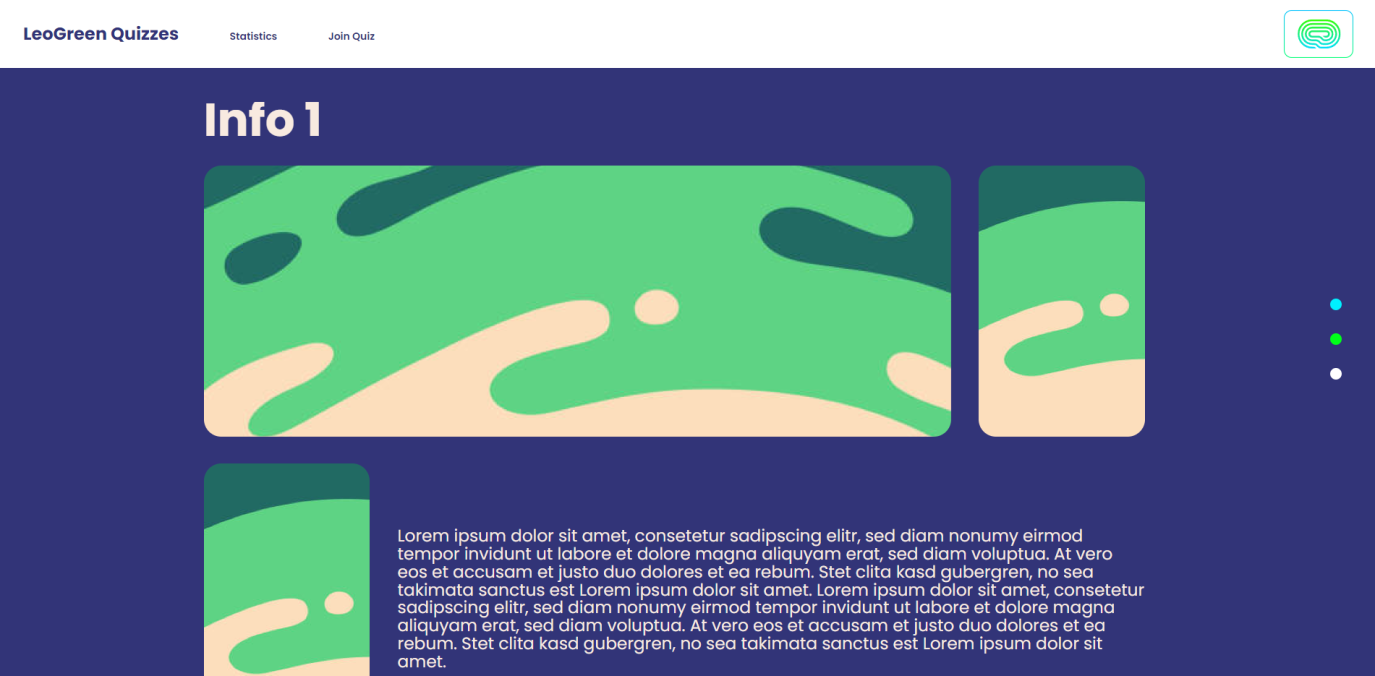 LeoGreen Quizzes
Statistics
Join Quiz
Info 1
Lorem ipsum dolor sit amet, consetetur sadipscing elitr, sed diam nonumy eirmod
tempor invidunt ut labore et dolore magna aliquyam erat, sed diam voluptua. At vero
eos et accusam et justo duo dolores et ea rebum. Stet clita kasd gubergren, no sea
takimata sanctus est Lorem ipsum dolor sit amet. Lorem ipsum dolor sit amet, consetetur
sadipscing elitr, sed diam nonumy eirmod tempor invidunt ut labore et dolore magna
aliquyam erat, sed diam voluptua. At vero eos et accusam et justo duo dolores et ea
rebum. Stet clita kasd gubergren, no sea takimata sanctus est Lorem ipsum dolor sit
amet.